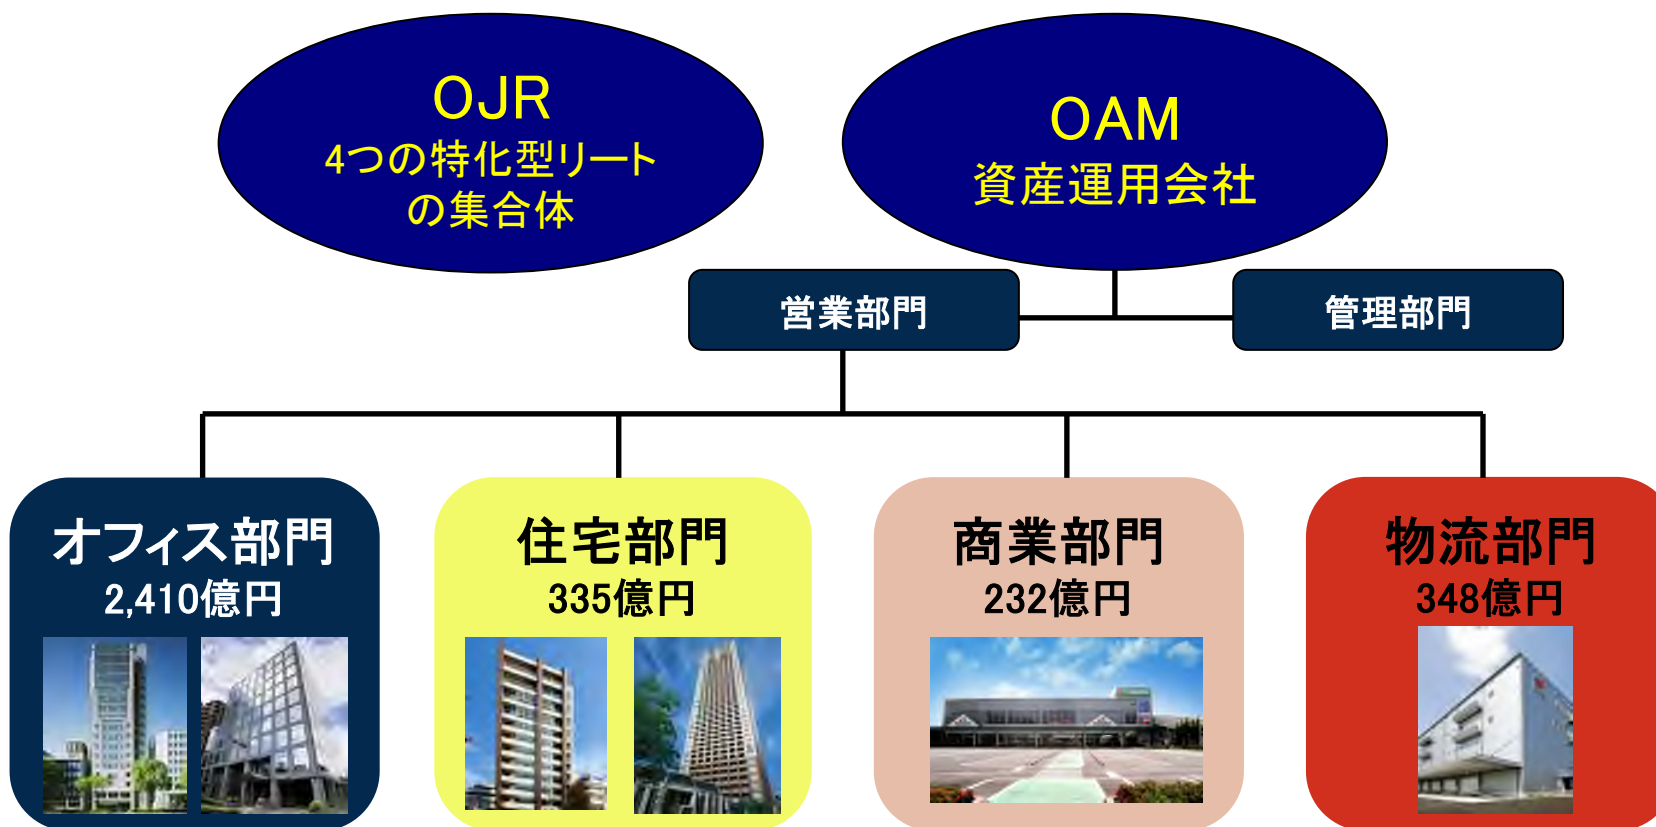 OJR
4つの特化型リート
の集合体
OAM
資産運用会社
営業部門
管理部門
オフィス部門
2,410億円
住宅部門
335億円
商業部門
232億円
物流部門
348億円